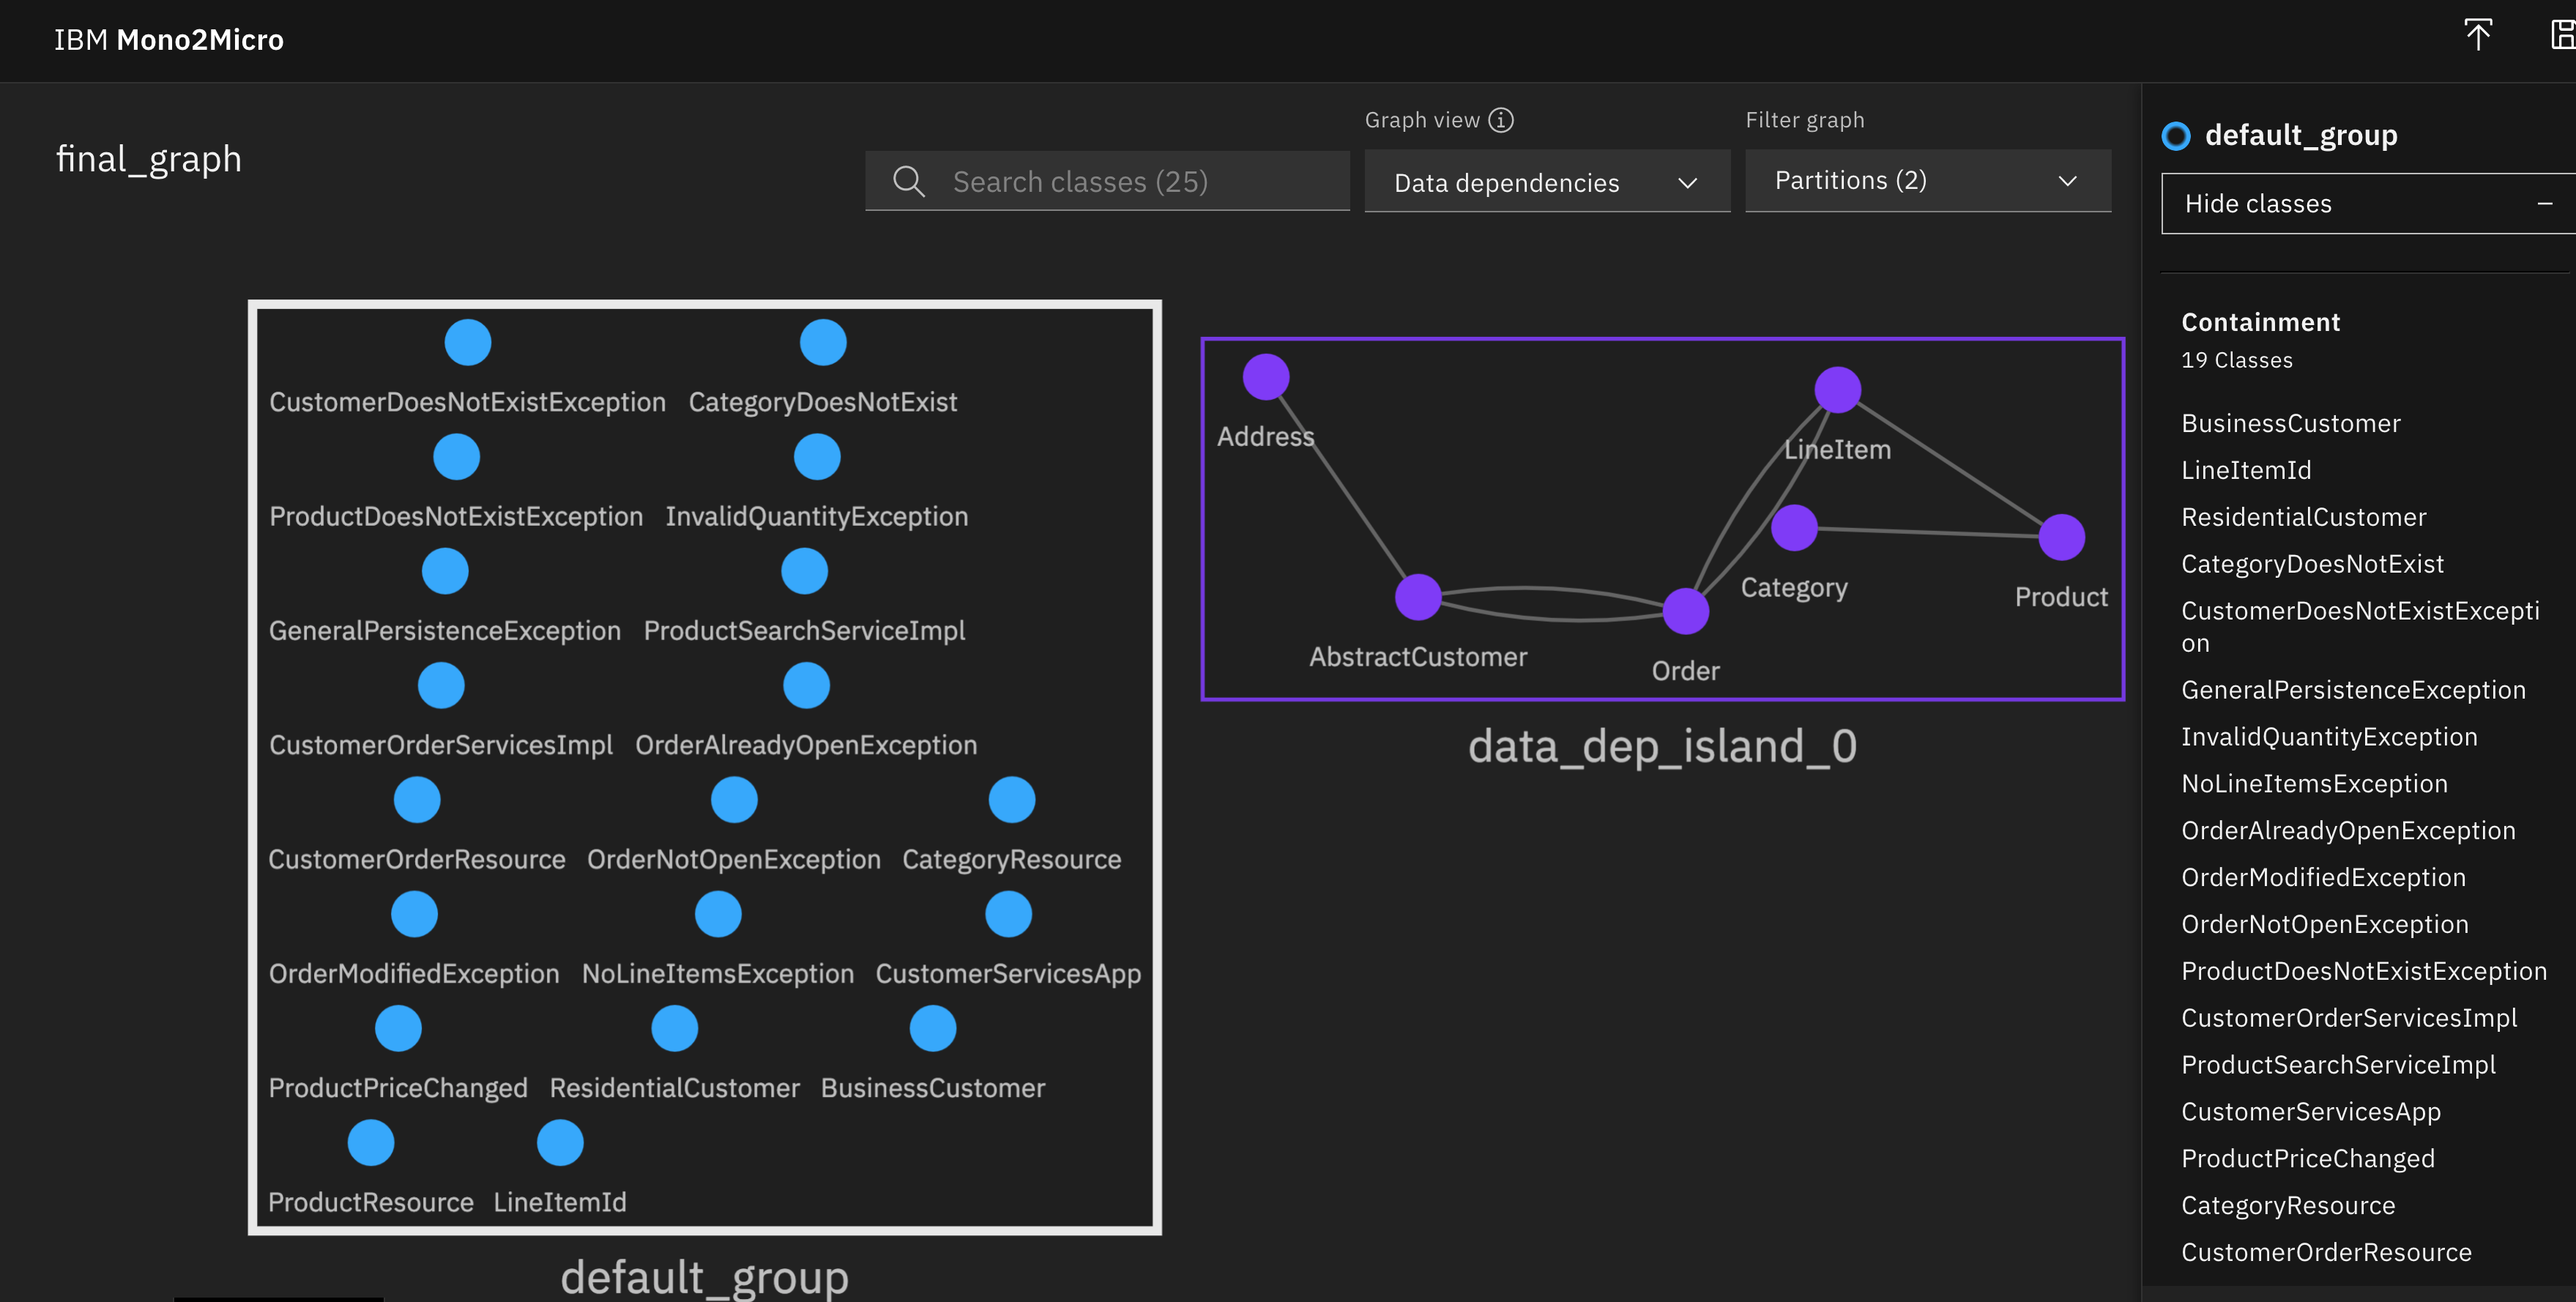 IBM Mono2Micro
final_graph
Search classes (25)
Graph view
Data dependencies
Filter graph
Partitions (2)
CustomerDoesNotExistException CategoryDoesNotExist
ProductDoesNotExistException InvalidQuantityException
GeneralPersistenceException ProductSearchServiceImpl
CustomerOrderServicesImpl OrderAlreadyOpenException
CustomerOrderResource OrderNotOpenException CategoryResource
OrderModifiedException NoLineItemsException CustomerServicesApp
ProductPriceChanged ResidentialCustomer BusinessCustomer
ProductResource LineItemId
default_group
Address
LineItem
Category
Product
AbstractCustomer
Order
data_dep_island_0
default_group
Hide classes
Containment
19 Classes
BusinessCustomer
LineItemId
ResidentialCustomer
CategoryDoesNotExist
CustomerDoesNotExistExcepti
on
GeneralPersistenceException
InvalidQuantityException
NoLineItemsException
OrderAlreadyOpenException
OrderModifiedException
OrderNotOpenException
ProductDoesNotExistException
CustomerOrderServicesImpl
ProductSearchServiceImpl
CustomerServicesApp
ProductPriceChanged
CategoryResource
CustomerOrderResource